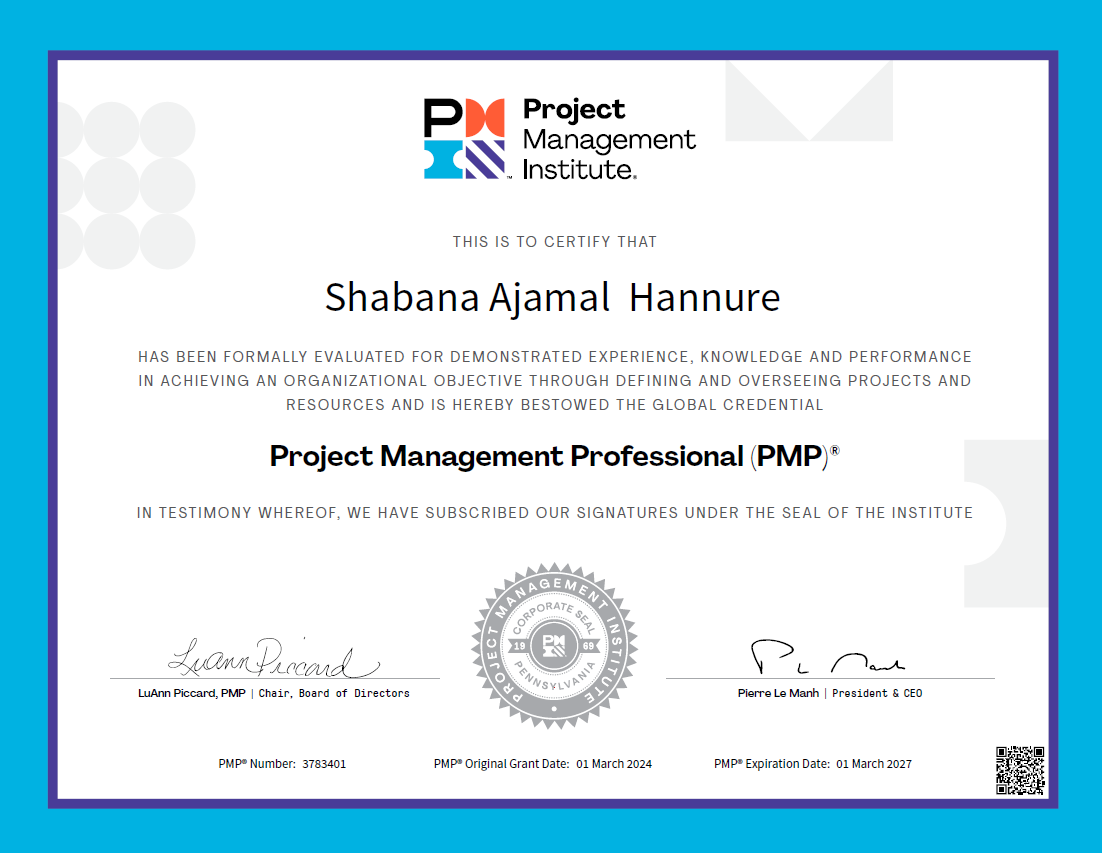 Project
Management
Institute®
THIS IS TO CERTIFY THAT
Shabana Ajamal Hannure
HAS BEEN FORMALLY EVALUATED FOR DEMONSTRATED EXPERIENCE, KNOWLEDGE AND PERFORMANCE
IN ACHIEVING AN ORGANIZATIONAL OBJECTIVE THROUGH DEFINING AND OVERSEEING PROJECTS AND
RESOURCES AND IS HEREBY BESTOWED THE GLOBAL CREDENTIAL
Project Management Professional (PMP)®
IN TESTIMONY WHEREOF, WE HAVE SUBSCRIBED OUR SIGNATURES UNDER THE SEAL OF THE INSTITUTE
PROJECT MANAGEMENT INSTITUTE
CORPORATE SEAL
19 69
PENNSYLVANIA
LuAnn Piccard
LuAnn Piccard, PMP | Chair, Board of Directors
Pierre Le Manh | President & CEO
PMP® Number: 3783401
PMP® Original Grant Date: 01 March 2024
PMP® Expiration Date: 01 March 2027